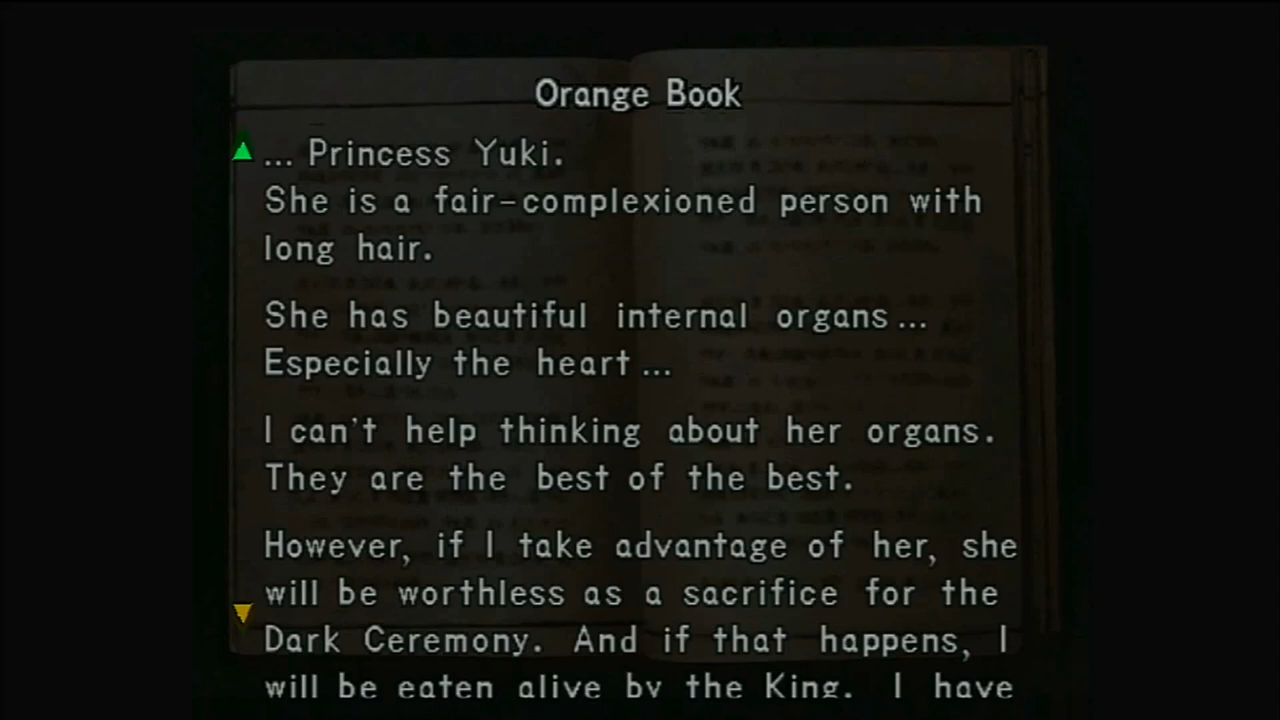 Orange Book
... Princess Yuki.
She is a fair-complexioned person with
long hair.
She has beautiful internal organs...
Especially the heart...
I can't help thinking about her organs.
They are the best of the best.
However, if I take advantage of her, she
will be worthless as a sacrifice for the
Dark Ceremony. And if that happens, I
will be eaten alive by the King. I have